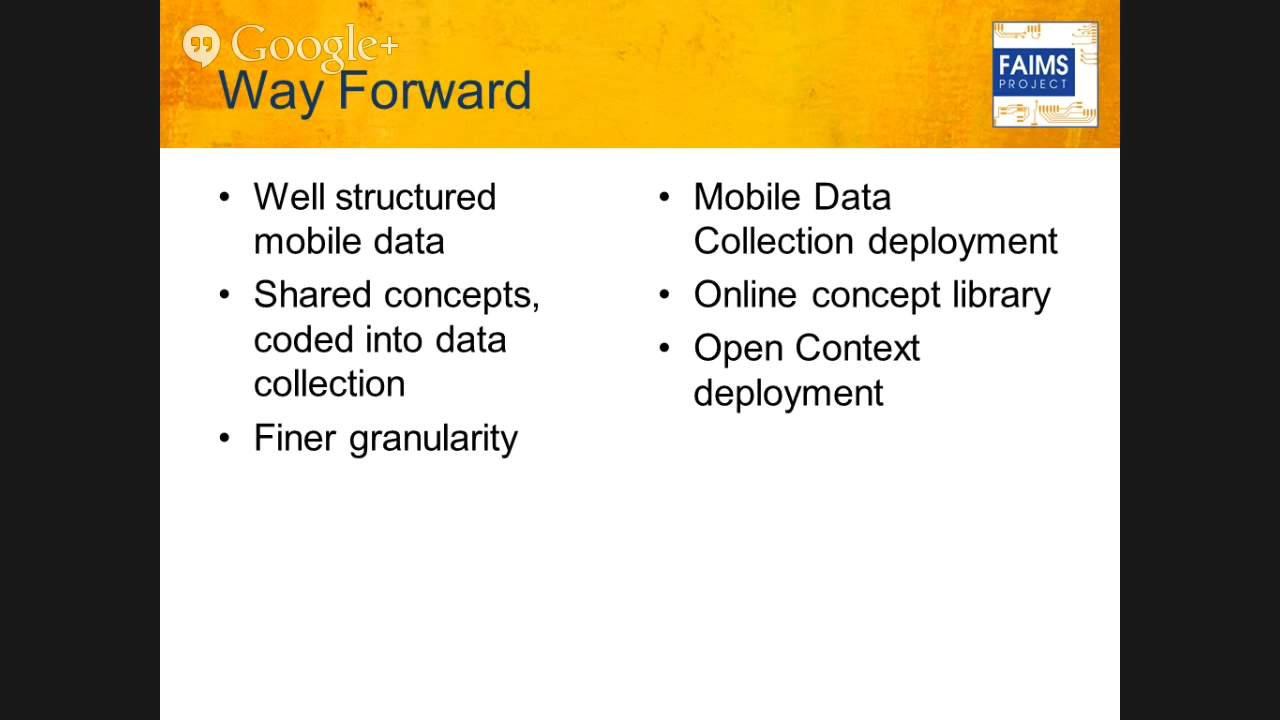 Google+
Way Forward
FAIMS
PROJECT
• Well structured
mobile data
• Shared concepts,
coded into data
collection
• Finer granularity
• Mobile Data
Collection deployment
• Online concept library
• Open Context
deployment